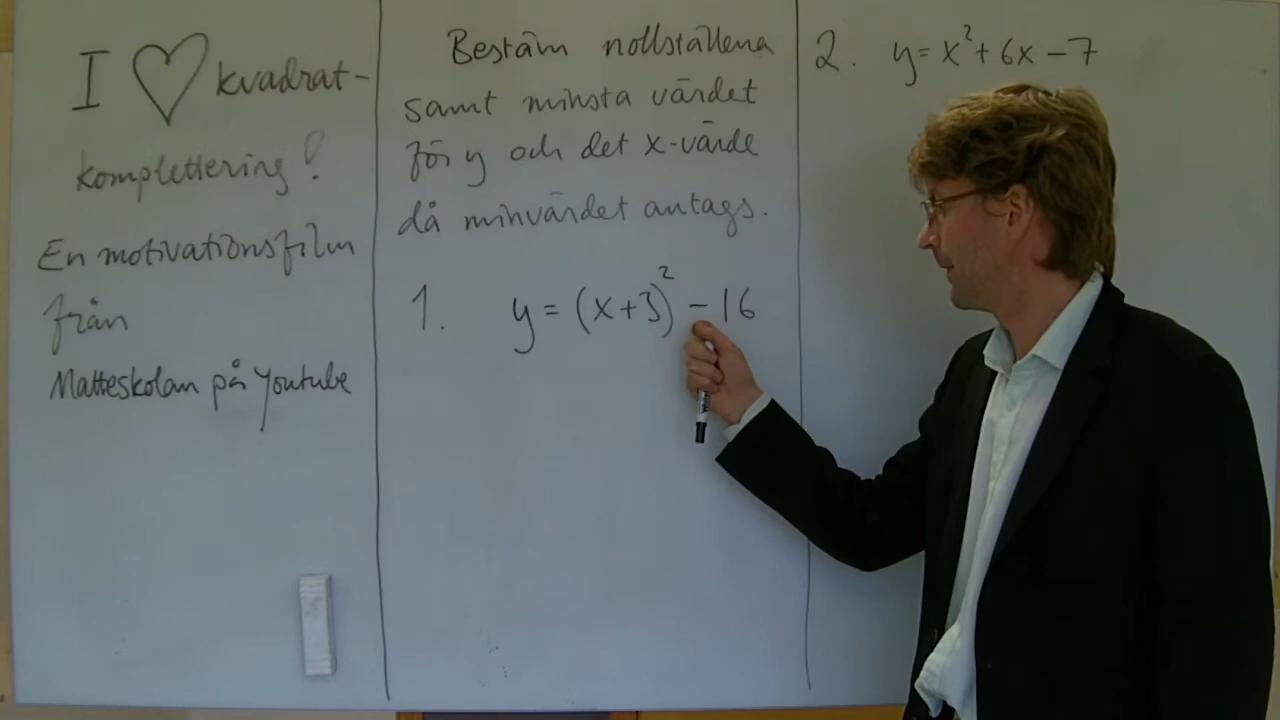 I ♡ kvadrat-
komplettering!
En motivationsfilm
från
Matteskolan på Youtube
Bestäm nollställena
samt minsta värdet
för y och det x-värde
då minvärdet antags.
1. y = (x+3)² - 16
2. y = x² + 6x - 7